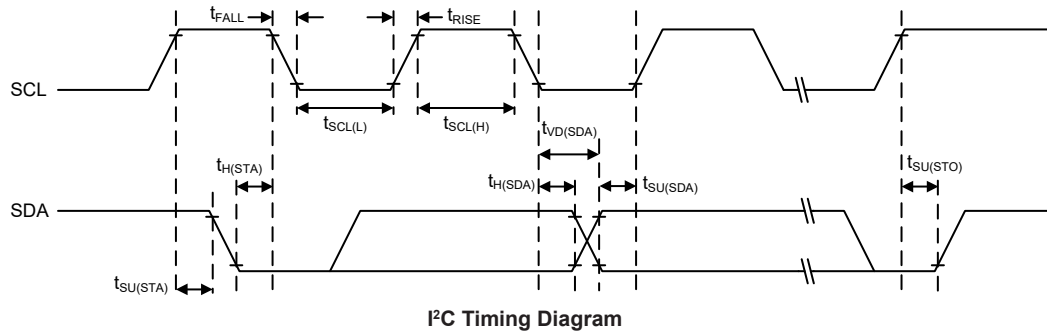 tFALL
tRISE
SCL
tSCL(L)
tSCL(H)
tVD(SDA)
tH(STA)
tH(SDA)
tSU(SDA)
tSU(STO)
SDA
tSU(STA)
I²C Timing Diagram